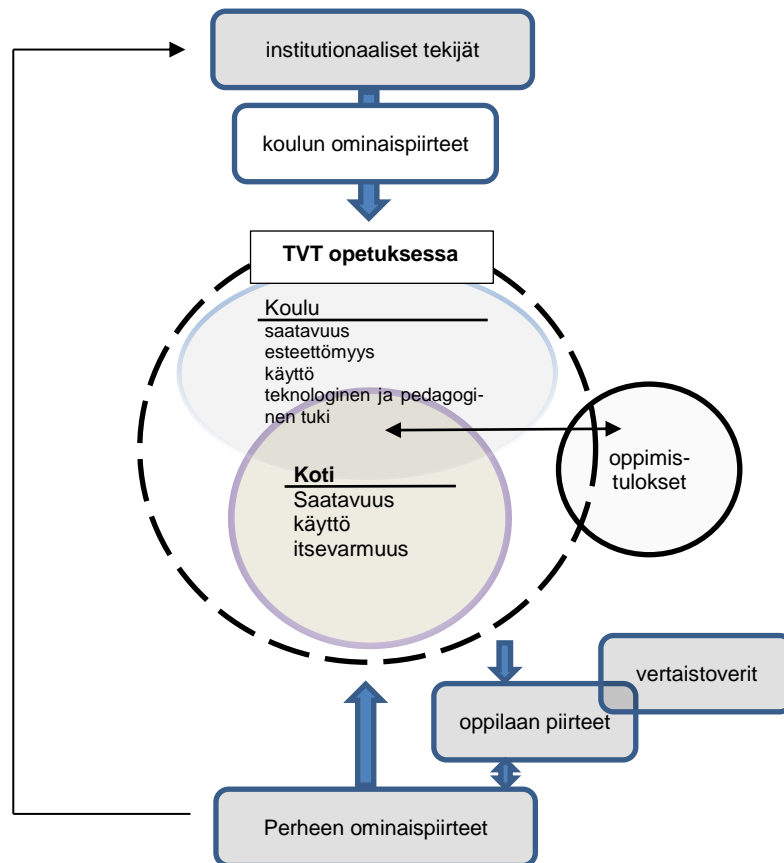 institutionaaliset tekijät
koulun ominaispiirteet
TVT opetuksessa
Koulu
saatavuus
esteettömyys
käyttö
teknologinen ja pedagogi-
nen tuki
Koti
Saatavuus
käyttö
itsevarmuus
oppimis-
tulokset
vertaistoverit
oppilaan piirteet
Perheen ominaispiirteet